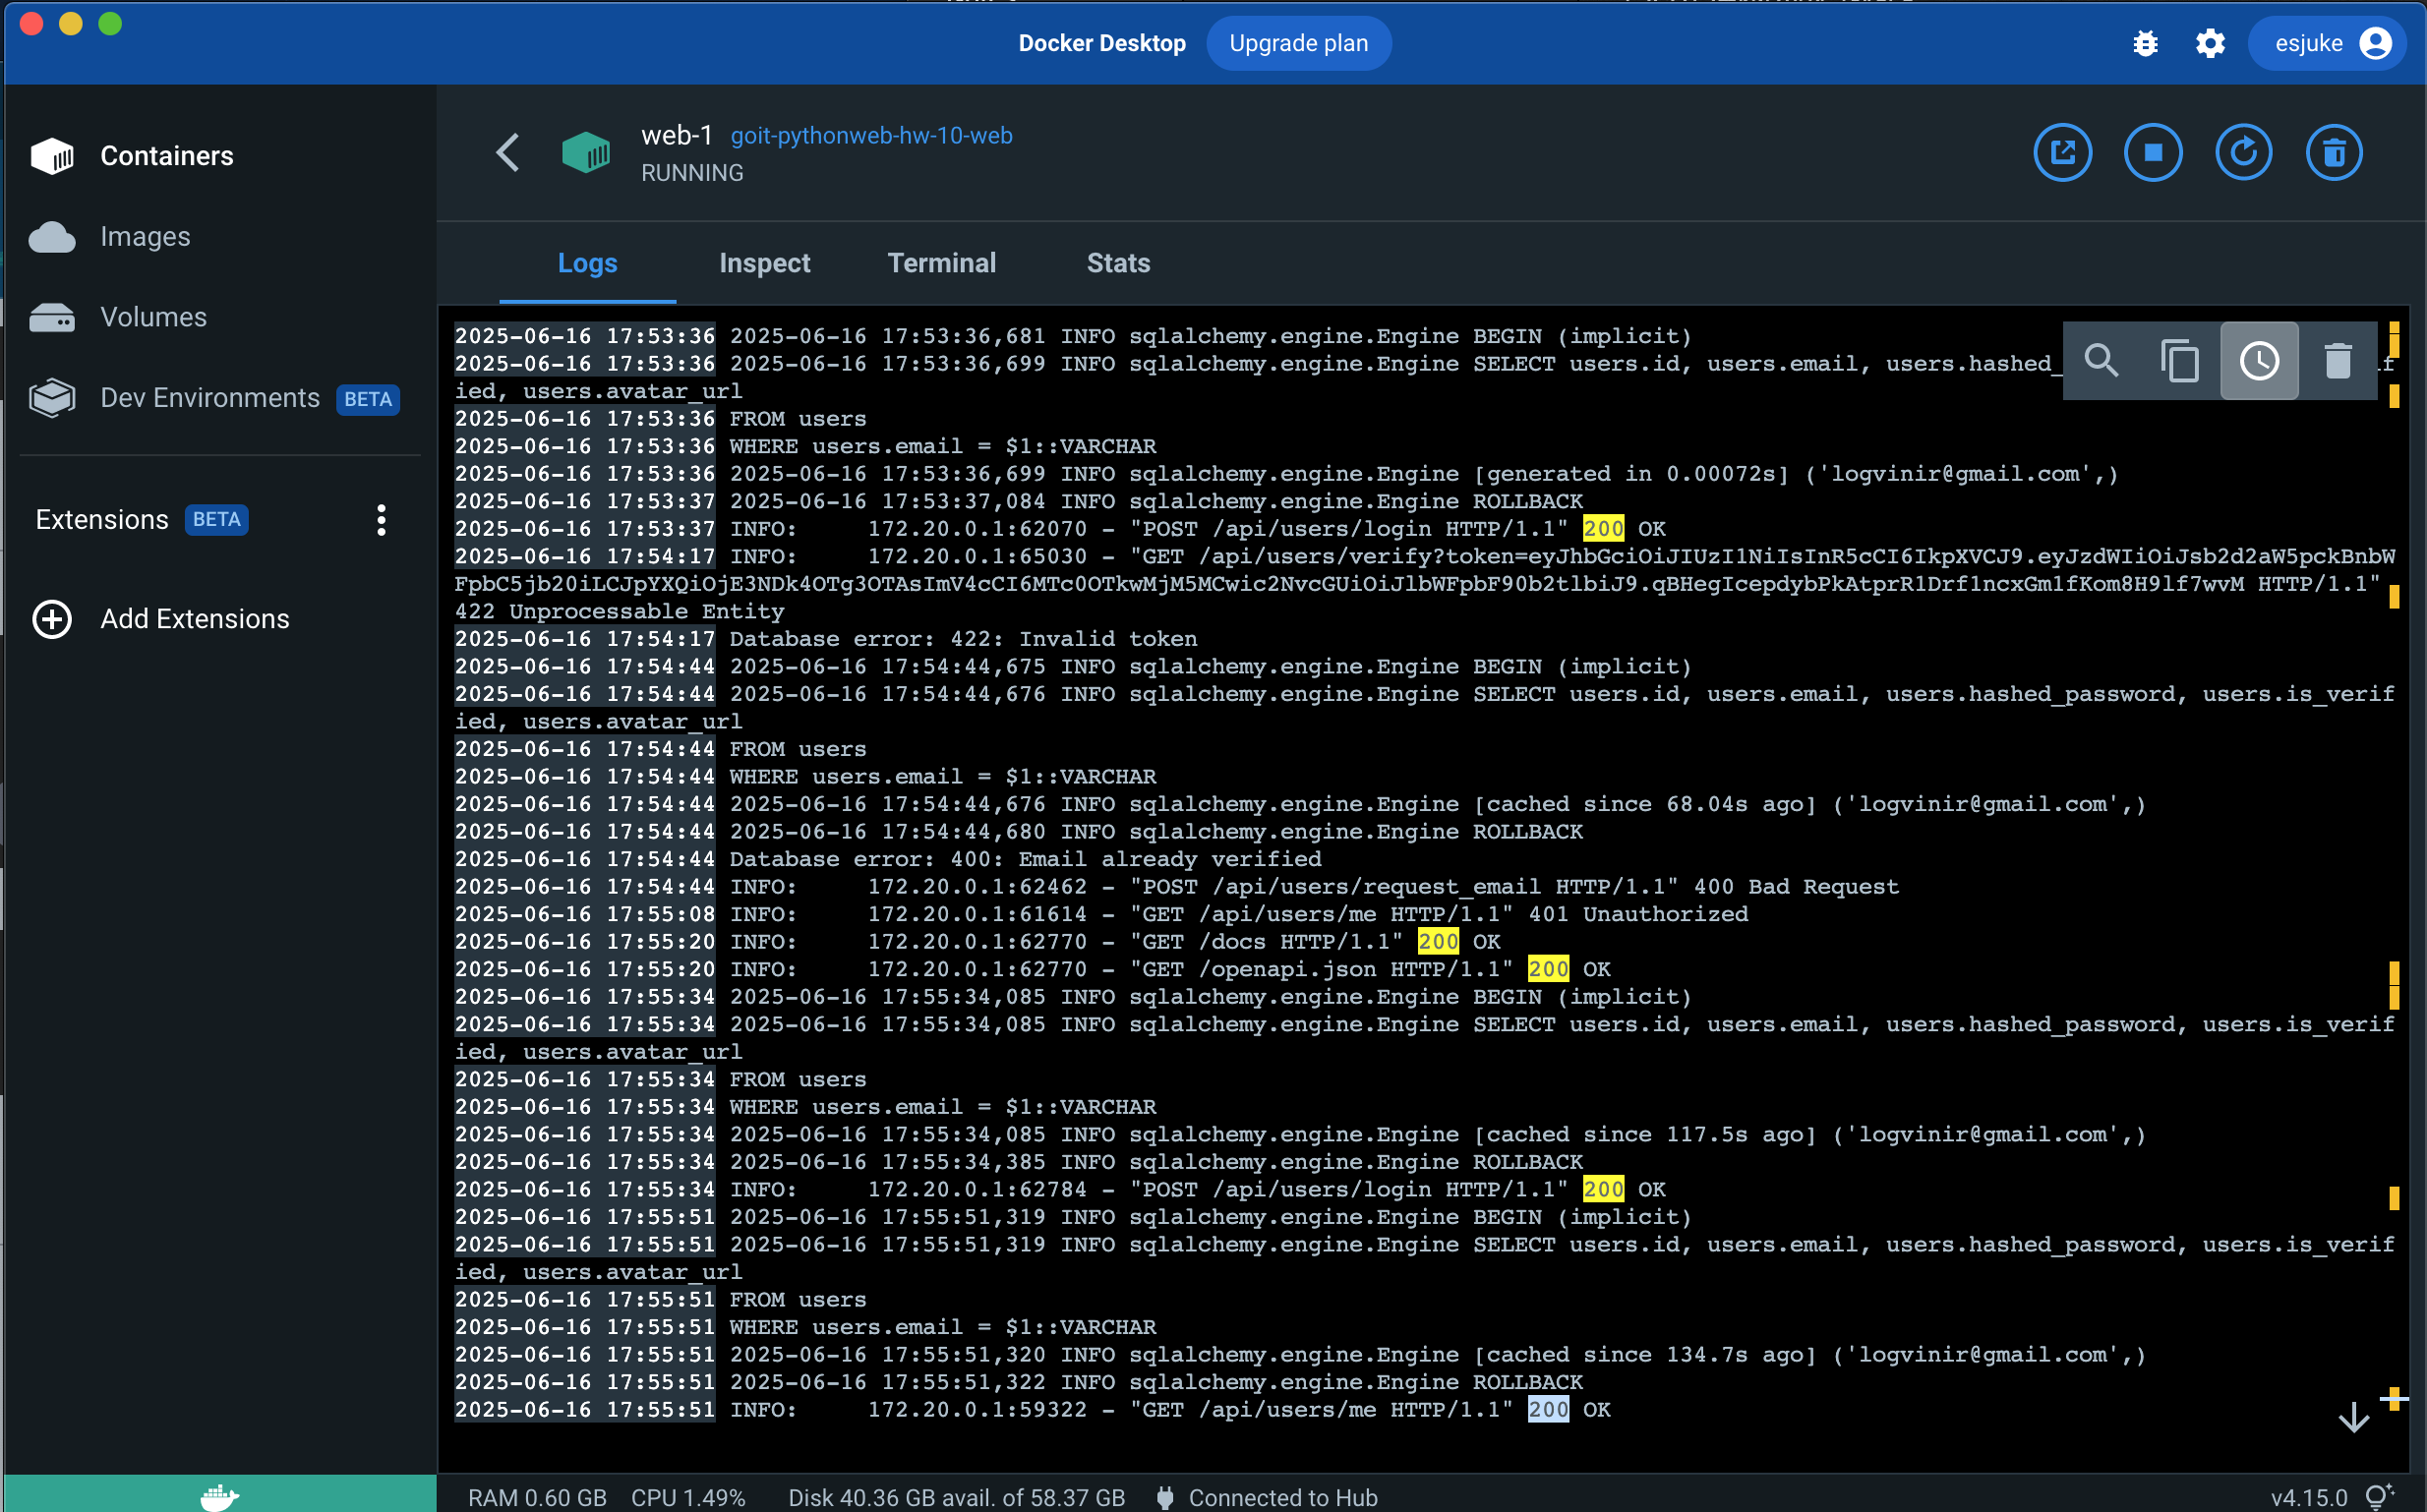 Docker Desktop Upgrade plan esjuke
Containers
Images
Volumes
Dev Environments BETA
Extensions BETA
Add Extensions
web-1 goit-pythonweb-hw-10-web
RUNNING
Logs Inspect Terminal Stats
2025-06-16 17:53:36 2025-06-16 17:53:36,681 INFO sqlalchemy.engine.Engine BEGIN (implicit)
2025-06-16 17:53:36 2025-06-16 17:53:36,699 INFO sqlalchemy.engine.Engine SELECT users.id, users.email, users.hashed_
ied, users.avatar_url
2025-06-16 17:53:36 FROM users
2025-06-16 17:53:36 WHERE users.email = $1::VARCHAR
2025-06-16 17:53:36 2025-06-16 17:53:36,699 INFO sqlalchemy.engine.Engine [generated in 0.00072s] ('logvinir@gmail.com',)
2025-06-16 17:53:37 2025-06-16 17:53:37,084 INFO sqlalchemy.engine.Engine ROLLBACK
2025-06-16 17:53:37 INFO: 172.20.0.1:62070 - "POST /api/users/login HTTP/1.1" 200 OK
2025-06-16 17:54:17 INFO: 172.20.0.1:65030 - "GET /api/users/verify?token=eyJhbGciOiJIUzI1NiIsInR5cCI6IkpXVCJ9.eyJzdWIiOiJsb2d2aW5pckBnbW
FpbC5jb20iLCJpYXQiOjE3NDk4OTg3OTAsImV4cCI6MTc0OTkwMjM5MCwic2NvcGUiOiJlbWFpbF90b2tlbiJ9.qBHegIcepdybPkAtprR1Drf1ncxGm1fKom8H9lf7wvM HTTP/1.1"
422 Unprocessable Entity
2025-06-16 17:54:17 Database error: 422: Invalid token
2025-06-16 17:54:44 2025-06-16 17:54:44,675 INFO sqlalchemy.engine.Engine BEGIN (implicit)
2025-06-16 17:54:44 2025-06-16 17:54:44,676 INFO sqlalchemy.engine.Engine SELECT users.id, users.email, users.hashed_password, users.is_verif
ied, users.avatar_url
2025-06-16 17:54:44 FROM users
2025-06-16 17:54:44 WHERE users.email = $1::VARCHAR
2025-06-16 17:54:44 2025-06-16 17:54:44,676 INFO sqlalchemy.engine.Engine [cached since 68.04s ago] ('logvinir@gmail.com',)
2025-06-16 17:54:44 2025-06-16 17:54:44,680 INFO sqlalchemy.engine.Engine ROLLBACK
2025-06-16 17:54:44 Database error: 400: Email already verified
2025-06-16 17:54:44 INFO: 172.20.0.1:62462 - "POST /api/users/request_email HTTP/1.1" 400 Bad Request
2025-06-16 17:55:08 INFO: 172.20.0.1:61614 - "GET /api/users/me HTTP/1.1" 401 Unauthorized
2025-06-16 17:55:20 INFO: 172.20.0.1:62770 - "GET /docs HTTP/1.1" 200 OK
2025-06-16 17:55:20 INFO: 172.20.0.1:62770 - "GET /openapi.json HTTP/1.1" 200 OK
2025-06-16 17:55:34 2025-06-16 17:55:34,085 INFO sqlalchemy.engine.Engine BEGIN (implicit)
2025-06-16 17:55:34 2025-06-16 17:55:34,085 INFO sqlalchemy.engine.Engine SELECT users.id, users.email, users.hashed_password, users.is_verif
ied, users.avatar_url
2025-06-16 17:55:34 FROM users
2025-06-16 17:55:34 WHERE users.email = $1::VARCHAR
2025-06-16 17:55:34 2025-06-16 17:55:34,085 INFO sqlalchemy.engine.Engine [cached since 117.5s ago] ('logvinir@gmail.com',)
2025-06-16 17:55:34 2025-06-16 17:55:34,385 INFO sqlalchemy.engine.Engine ROLLBACK
2025-06-16 17:55:34 INFO: 172.20.0.1:62784 - "POST /api/users/login HTTP/1.1" 200 OK
2025-06-16 17:55:51 2025-06-16 17:55:51,319 INFO sqlalchemy.engine.Engine BEGIN (implicit)
2025-06-16 17:55:51 2025-06-16 17:55:51,319 INFO sqlalchemy.engine.Engine SELECT users.id, users.email, users.hashed_password, users.is_verif
ied, users.avatar_url
2025-06-16 17:55:51 FROM users
2025-06-16 17:55:51 WHERE users.email = $1::VARCHAR
2025-06-16 17:55:51 2025-06-16 17:55:51,320 INFO sqlalchemy.engine.Engine [cached since 134.7s ago] ('logvinir@gmail.com',)
2025-06-16 17:55:51 2025-06-16 17:55:51,322 INFO sqlalchemy.engine.Engine ROLLBACK
2025-06-16 17:55:51 INFO: 172.20.0.1:59322 - "GET /api/users/me HTTP/1.1" 200 OK
RAM 0.60 GB CPU 1.49% Disk 40.36 GB avail. of 58.37 GB Connected to Hub v4.15.0